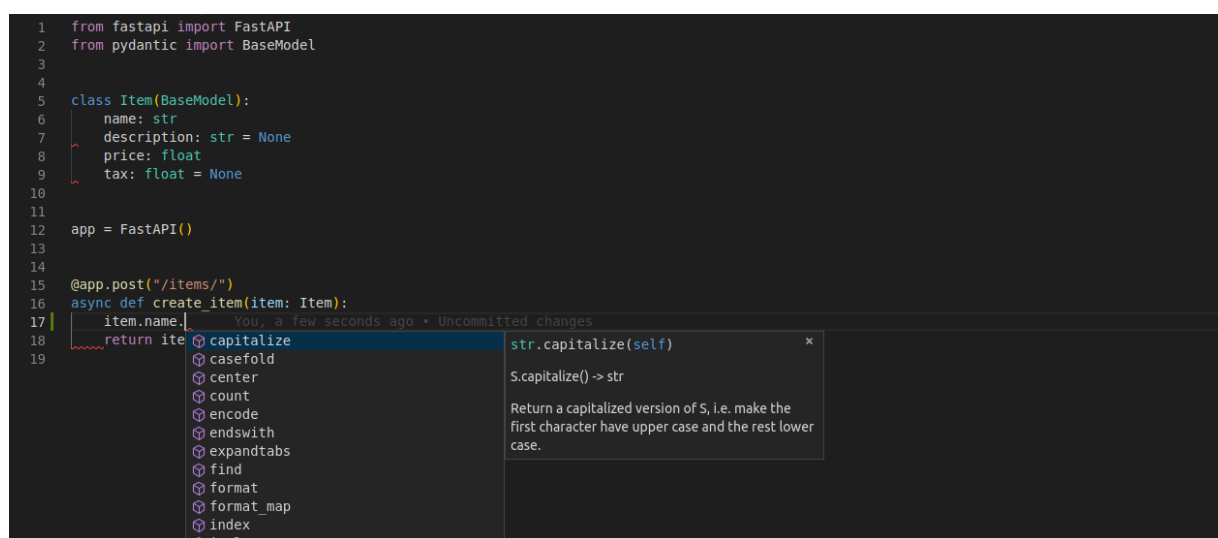 1 from fastapi import FastAPI
2 from pydantic import BaseModel
3
4
5 class Item(BaseModel):
6 name: str
7 description: str = None
8 price: float
9 tax: float = None
10
11
12 app = FastAPI()
13
14
15 @app.post("/items/")
16 async def create_item(item: Item):
17 item.name. You, a few seconds ago • Uncommitted changes
18 return ite
19
capitalize
casefold
center
count
encode
endswith
expandtabs
find
format
format_map
index
str.capitalize(self) ×
S.capitalize() -> str
Return a capitalized version of S, i.e. make the
first character have upper case and the rest lower
case.